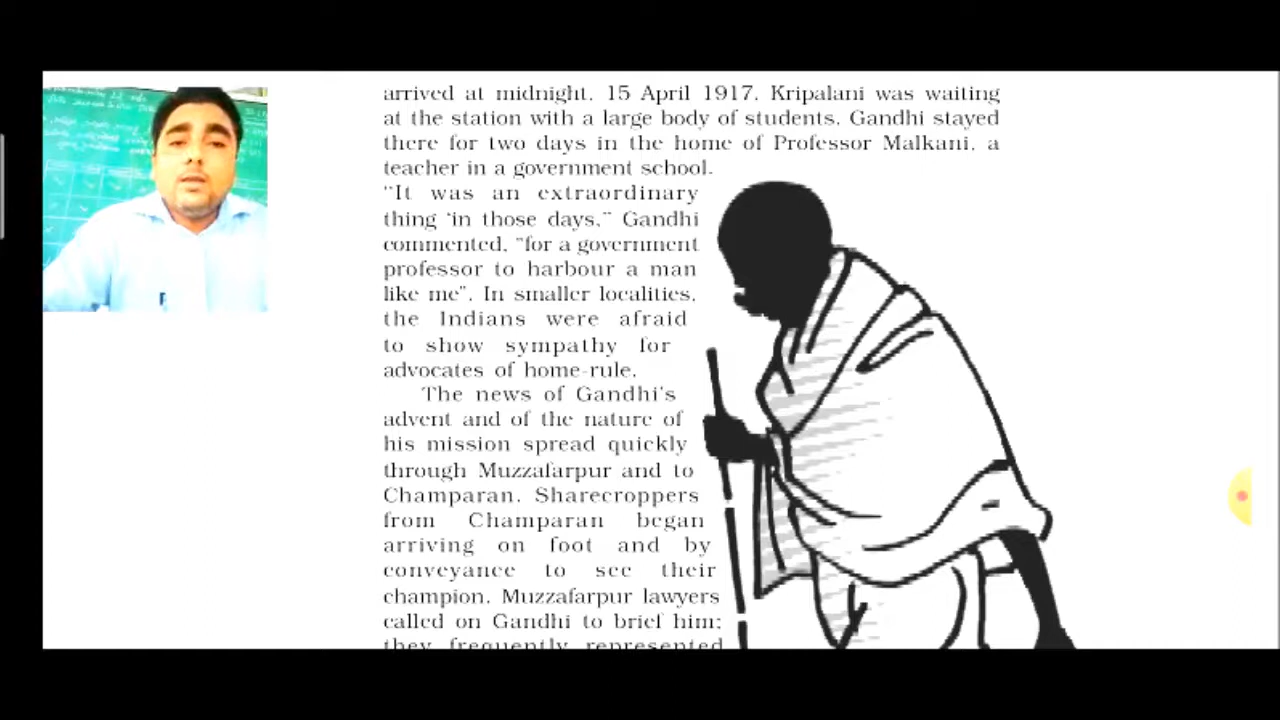 arrived at midnight, 15 April 1917. Kripalani was waiting
at the station with a large body of students. Gandhi stayed
there for two days in the home of Professor Malkani, a
teacher in a government school.
“It was an extraordinary
thing ‘in those days,” Gandhi
commented, “for a government
professor to harbour a man
like me”. In smaller localities,
the Indians were afraid
to show sympathy for
advocates of home-rule.
The news of Gandhi’s
advent and of the nature of
his mission spread quickly
through Muzzafarpur and to
Champaran. Sharecroppers
from Champaran began
arriving on foot and by
conveyance to see their
champion. Muzzafarpur lawyers
called on Gandhi to brief him;
they frequently represented